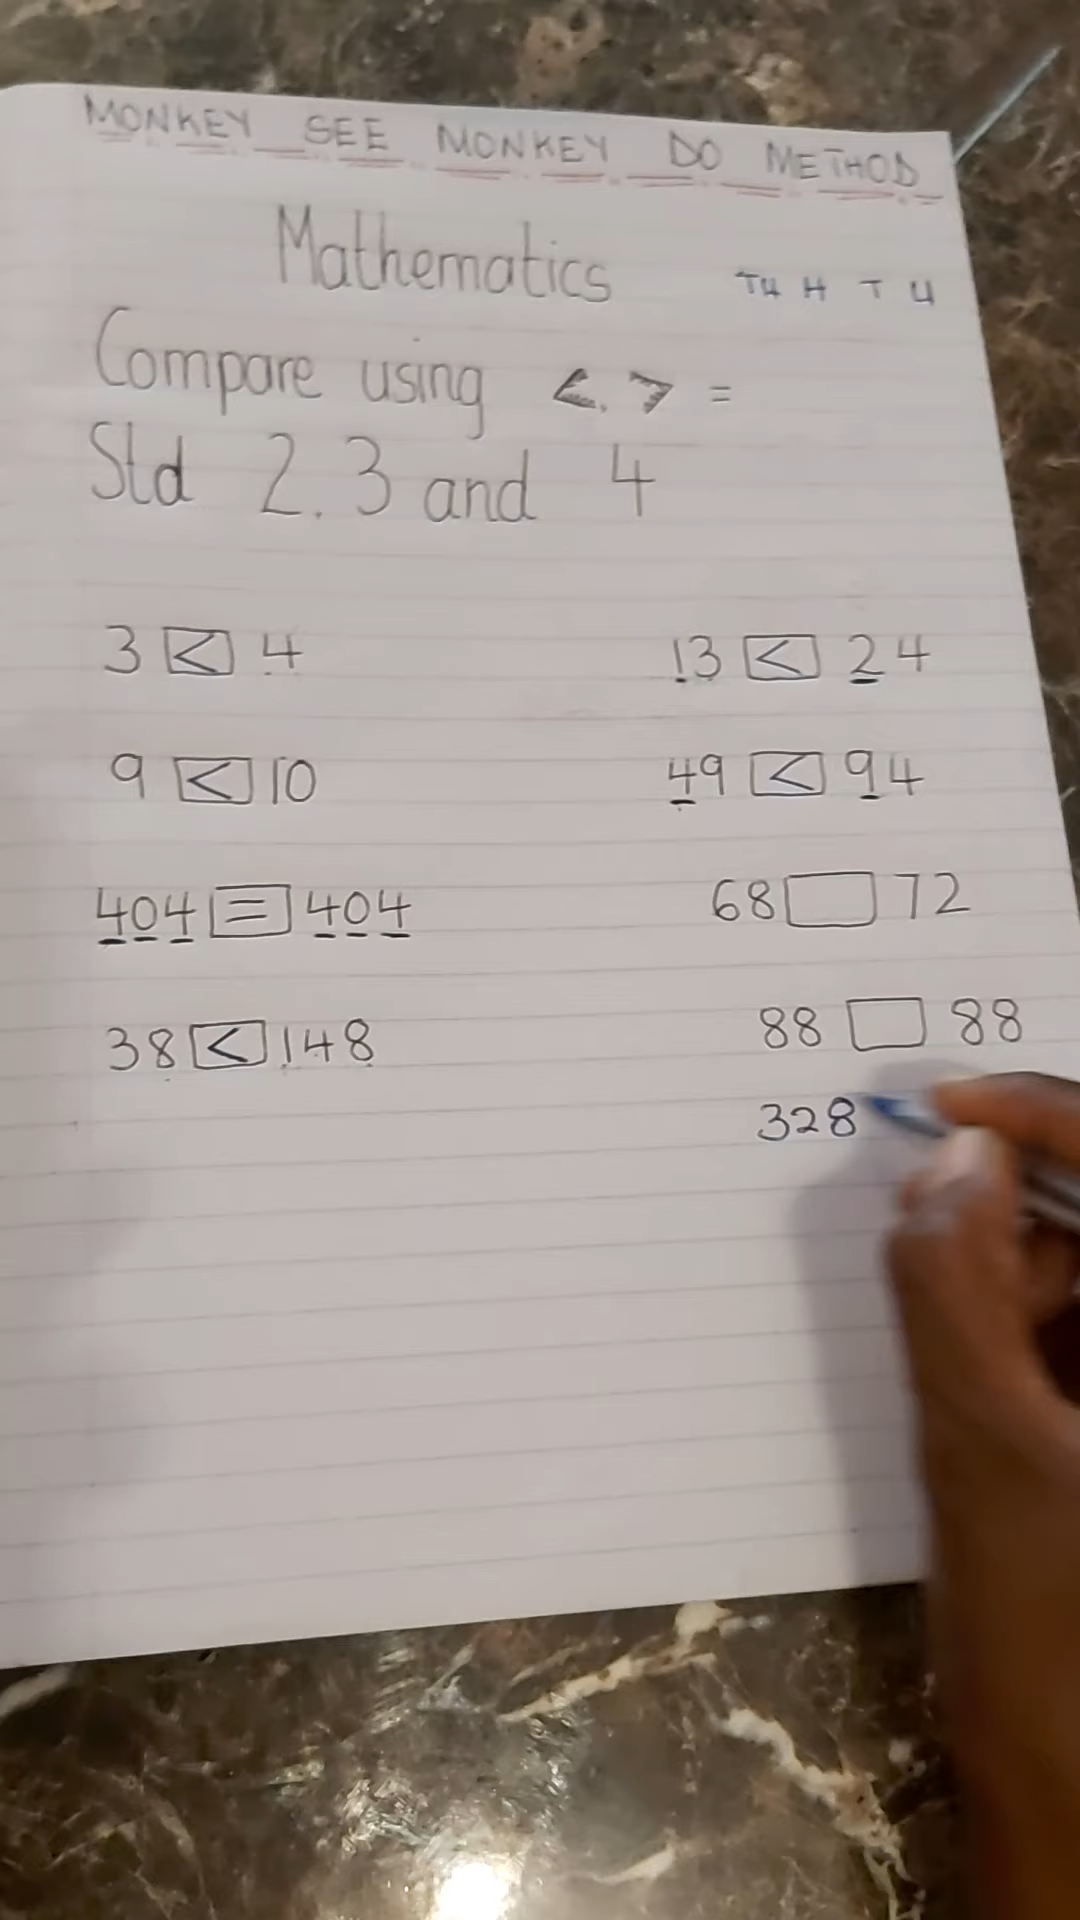 MONKEY SEE MONKEY DO METHOD
Mathematics
TH H T U
Compare using <, > =
Std 2. 3 and 4
3 < 4
13 < 24
9 < 10
49 < 94
404 = 404
68 72
38 < 148
88 88
328